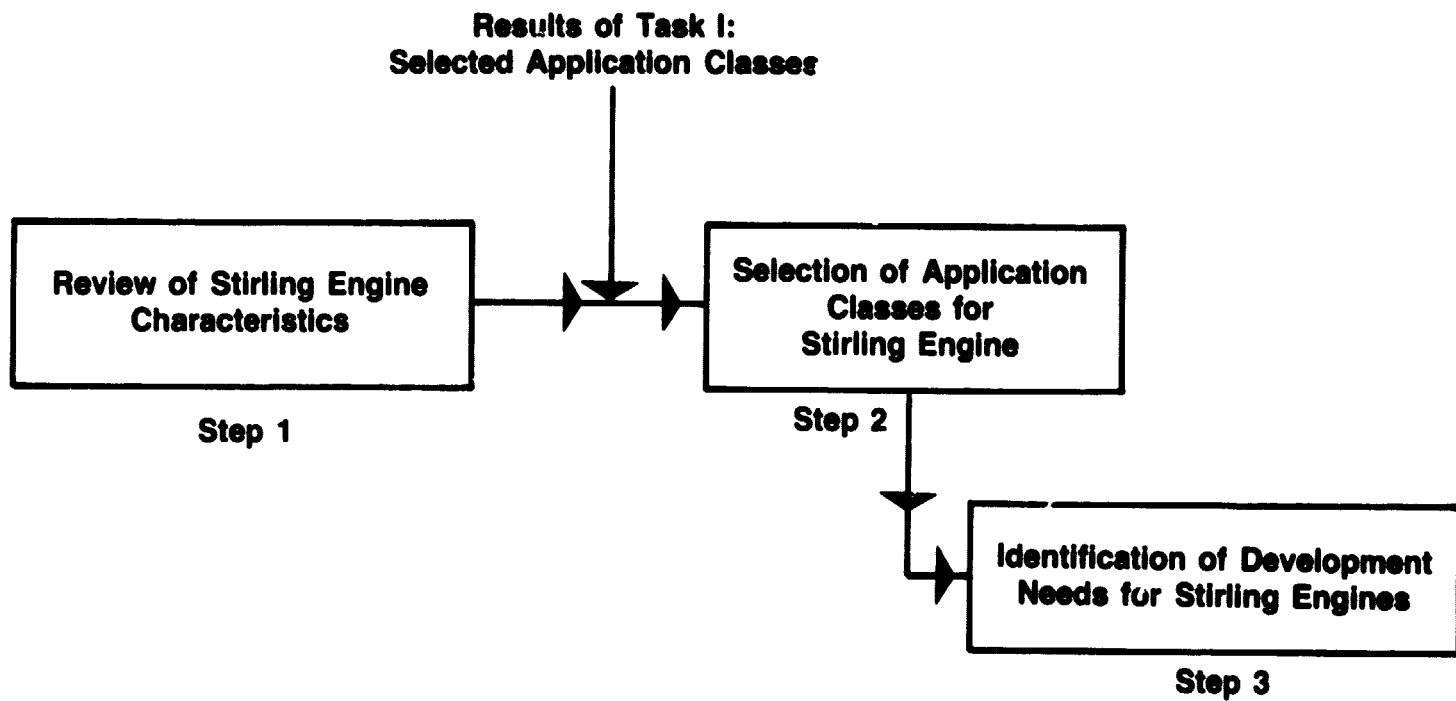 Results of Task I:
Selected Application Classes
Review of Stirling Engine
Characteristics
Step 1
Selection of Application
Classes for
Stirling Engine
Step 2
Identification of Development
Needs for Stirling Engines
Step 3